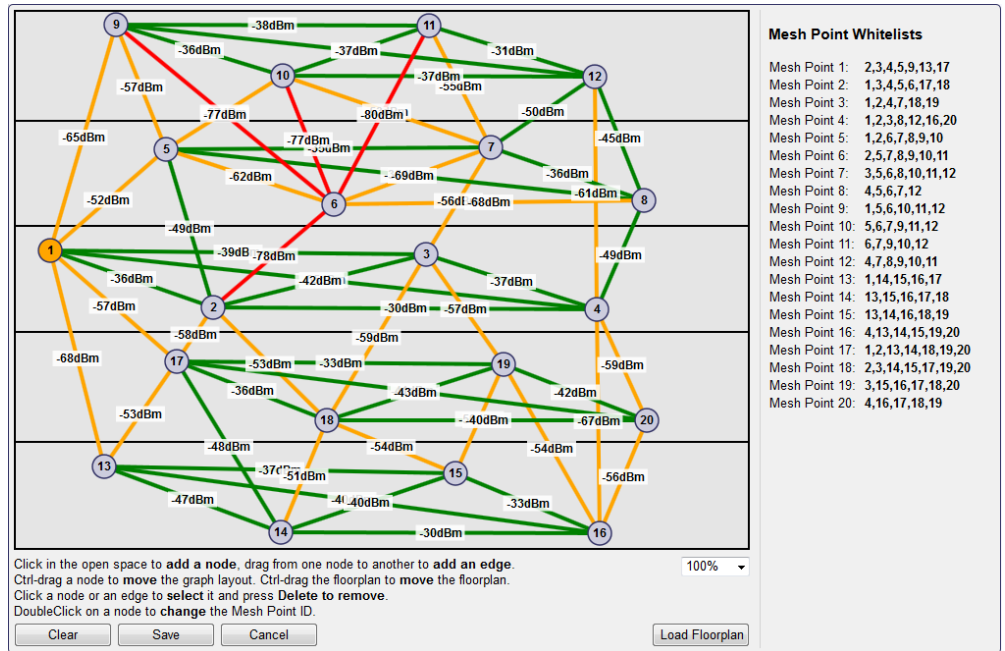 9
-38dBm
11
Mesh Point Whitelists
-36dBm
-37dBm
-31dBm
10
-37dBm
12
Mesh Point 1: 2,3,4,5,9,13,17
Mesh Point 2: 1,3,4,5,6,17,18
Mesh Point 3: 1,2,4,7,18,19
Mesh Point 4: 1,2,3,8,12,16,20
Mesh Point 5: 1,2,6,7,8,9,10
Mesh Point 6: 2,5,7,8,9,10,11
Mesh Point 7: 3,5,6,8,10,11,12
Mesh Point 8: 4,5,6,7,12
Mesh Point 9: 1,5,6,10,11,12
Mesh Point 10: 5,6,7,9,11,12
Mesh Point 11: 6,7,9,10,12
Mesh Point 12: 4,7,8,9,10,11
Mesh Point 13: 1,14,15,16,17
Mesh Point 14: 13,15,16,17,18
Mesh Point 15: 13,14,16,18,19
Mesh Point 16: 4,13,14,15,19,20
Mesh Point 17: 1,2,13,14,18,19,20
Mesh Point 18: 2,3,14,15,17,19,20
Mesh Point 19: 3,15,16,17,18,20
Mesh Point 20: 4,16,17,18,19
-57dBm
-55dBm
-77dBm
-80dBm
-50dBm
-65dBm
-77dBm
-45dBm
5
7
-62dBm
-69dBm
-36dBm
-61dBm
-52dBm
6
-68dBm
8
-49dBm
1
-39dB
-78dBm
3
-49dBm
-36dBm
-42dBm
-37dBm
-57dBm
2
-30dBm
-57dBm
4
-58dBm
-59dBm
-68dBm
17
-53dBm
-33dBm
19
-59dBm
-36dBm
-43dBm
-42dBm
-53dBm
18
-40dBm
-67dBm
20
-48dBm
-54dBm
-54dBm
13
-51dBm
15
-56dBm
-47dBm
-40dBm
-33dBm
14
-30dBm
16
Click in the open space to add a node, drag from one node to another to add an edge.
100%
Ctrl-drag a node to move the graph layout. Ctrl-drag the floorplan to move the floorplan.
Click a node or an edge to select it and press Delete to remove.
DoubleClick on a node to change the Mesh Point ID.
Clear Save Cancel Load Floorplan